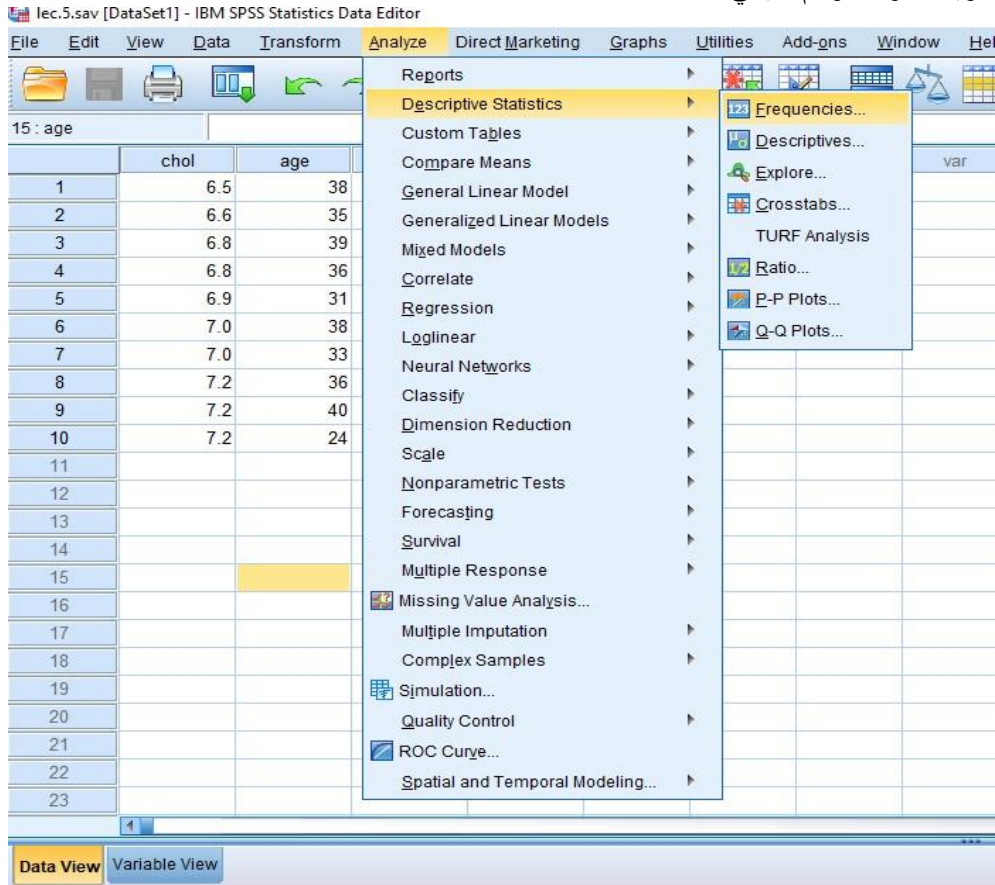 lec.5.sav [DataSet1] - IBM SPSS Statistics Data Editor
File Edit View Data Transform Analyze Direct Marketing Graphs Utilities Add-ons Window Hel
15 : age
chol age var
1 6.5 38
2 6.6 35
3 6.8 39
4 6.8 36
5 6.9 31
6 7.0 38
7 7.0 33
8 7.2 36
9 7.2 40
10 7.2 24
11
12
13
14
15
16
17
18
19
20
21
22
23
Reports
Descriptive Statistics
Custom Tables
Compare Means
General Linear Model
Generalized Linear Models
Mixed Models
Correlate
Regression
Loglinear
Neural Networks
Classify
Dimension Reduction
Scale
Nonparametric Tests
Forecasting
Survival
Multiple Response
Missing Value Analysis...
Multiple Imputation
Complex Samples
Simulation...
Quality Control
ROC Curve...
Spatial and Temporal Modeling...
Frequencies...
Descriptives...
Explore...
Crosstabs...
TURF Analysis
Ratio...
P-P Plots...
Q-Q Plots...
Data View Variable View